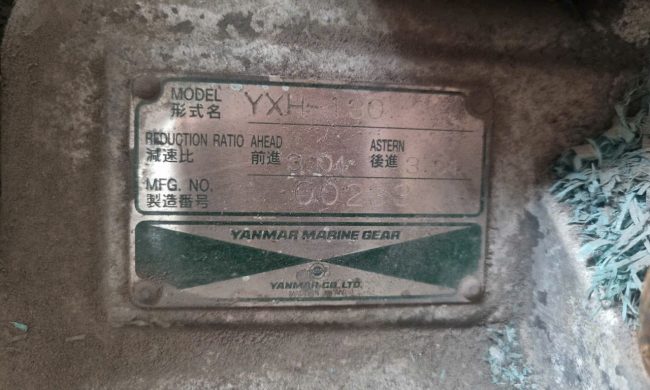 MODEL
形式名 YXH-130
REDUCTION RATIO AHEAD ASTERN
減速比 前進 後進
MFG. NO.
製造番号
YANMAR MARINE GEAR
YANMAR CO., LTD.